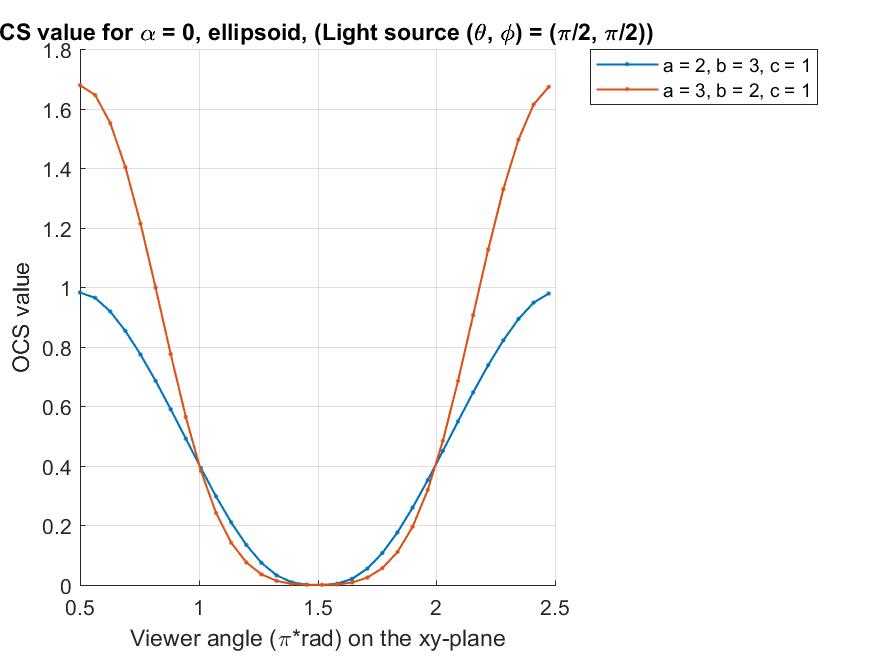 CS value for α = 0, ellipsoid, (Light source (θ, ϕ) = (π/2, π/2))
a = 2, b = 3, c = 1
a = 3, b = 2, c = 1
1.8
1.6
1.4
1.2
1
0.8
0.6
0.4
0.2
0
OCS value
0.5 1 1.5 2 2.5
Viewer angle (π*rad) on the xy-plane